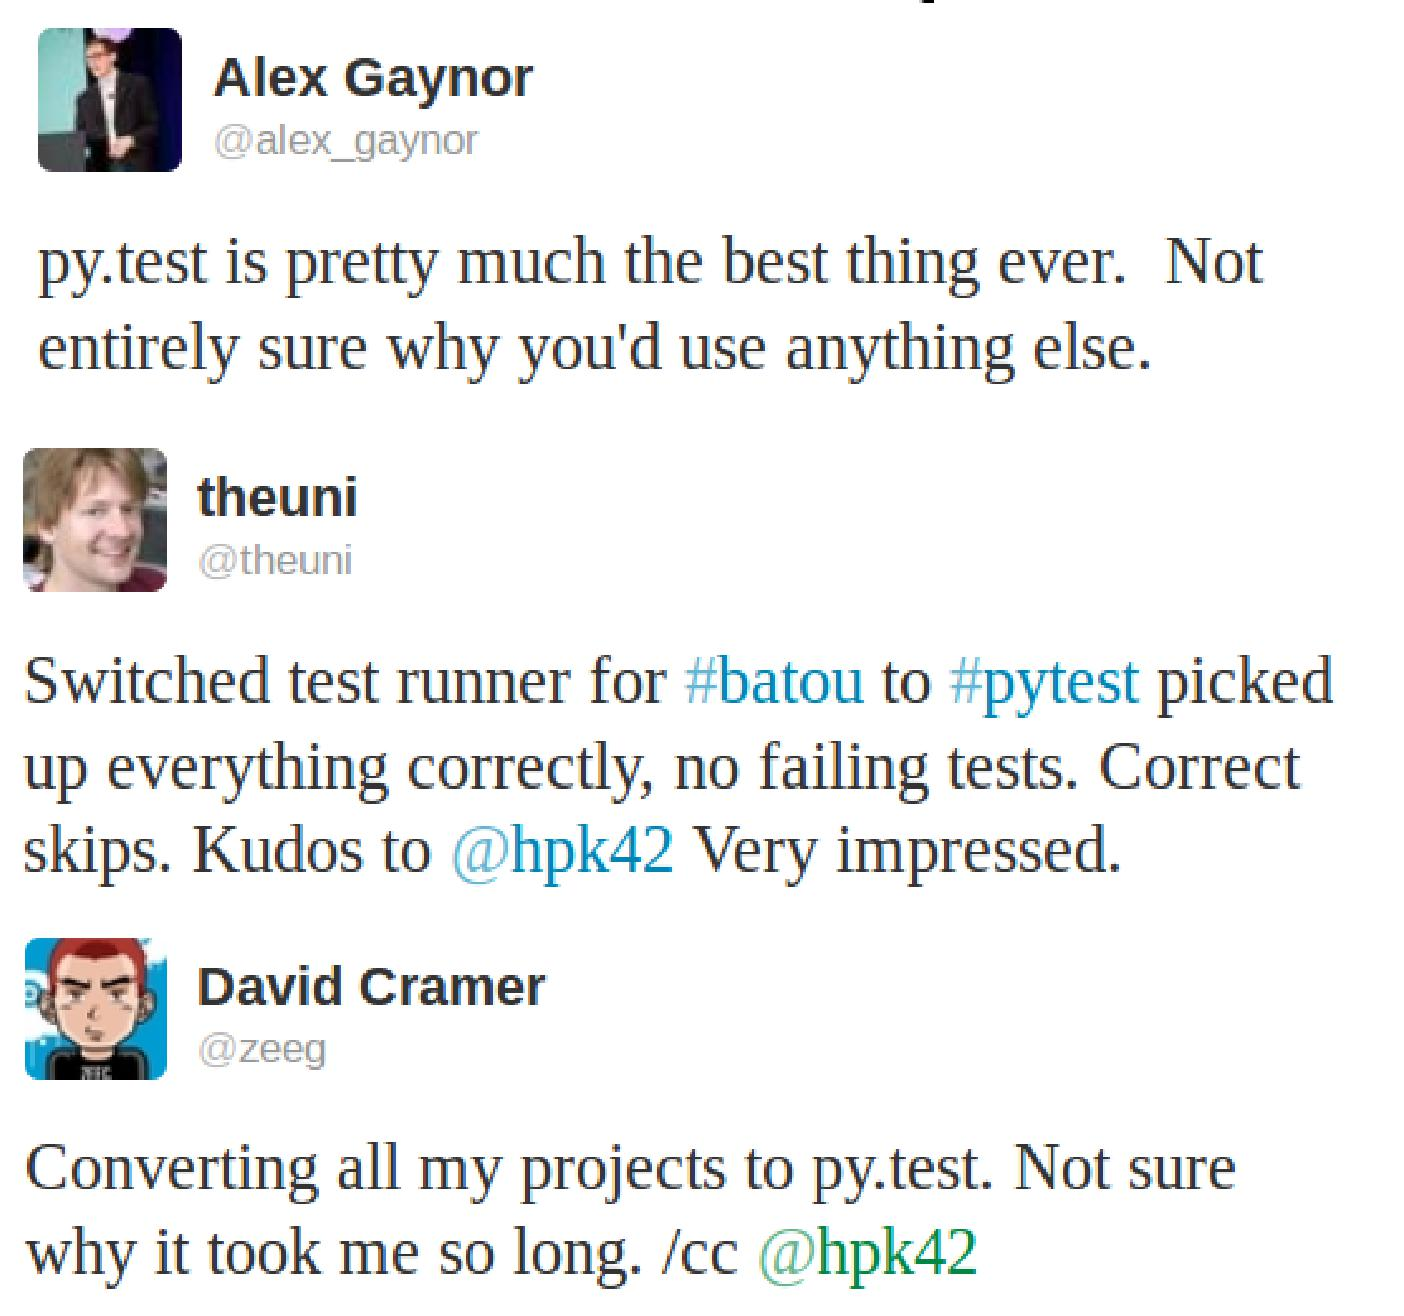 Alex Gaynor
@alex_gaynor
py.test is pretty much the best thing ever.  Not
entirely sure why you'd use anything else.
theuni
@theuni
Switched test runner for #batou to #pytest picked
up everything correctly, no failing tests. Correct
skips. Kudos to @hpk42 Very impressed.
David Cramer
@zeeg
Converting all my projects to py.test. Not sure
why it took me so long. /cc @hpk42